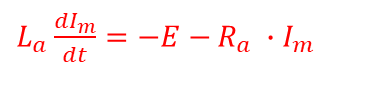 L_a dI_m/dt = −E − R_a · I_m